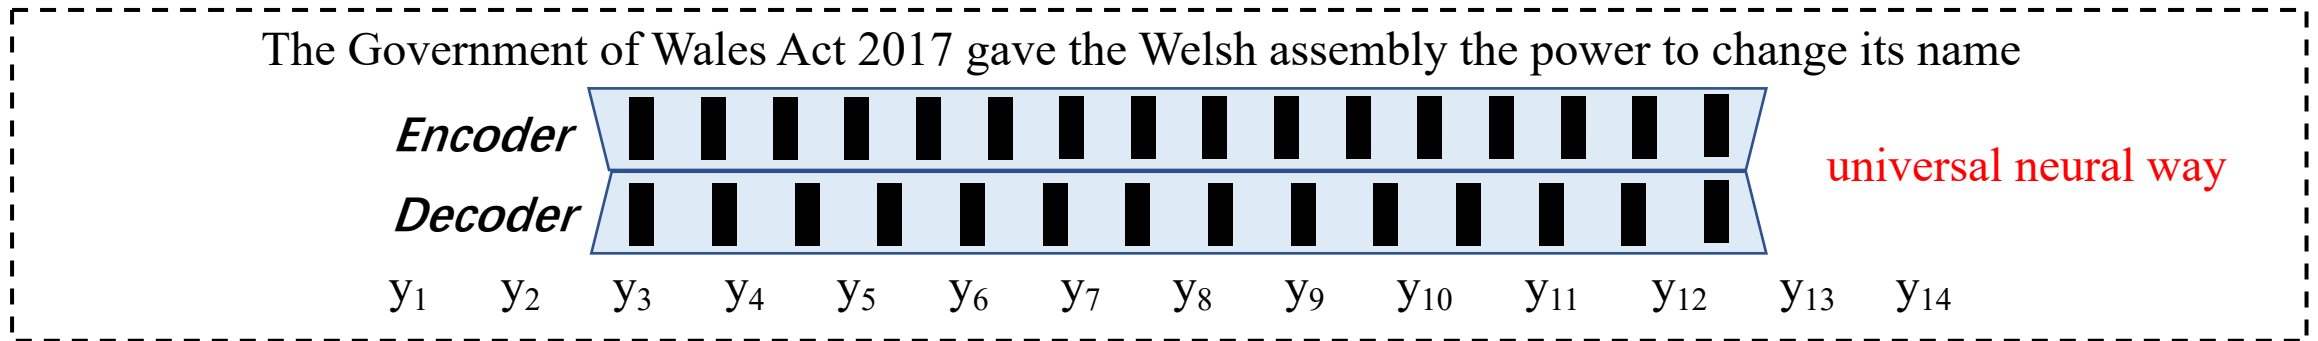 The Government of Wales Act 2017 gave the Welsh assembly the power to change its name
Encoder
universal neural way
Decoder
y1 y2 y3 y4 y5 y6 y7 y8 y9 y10 y11 y12 y13 y14